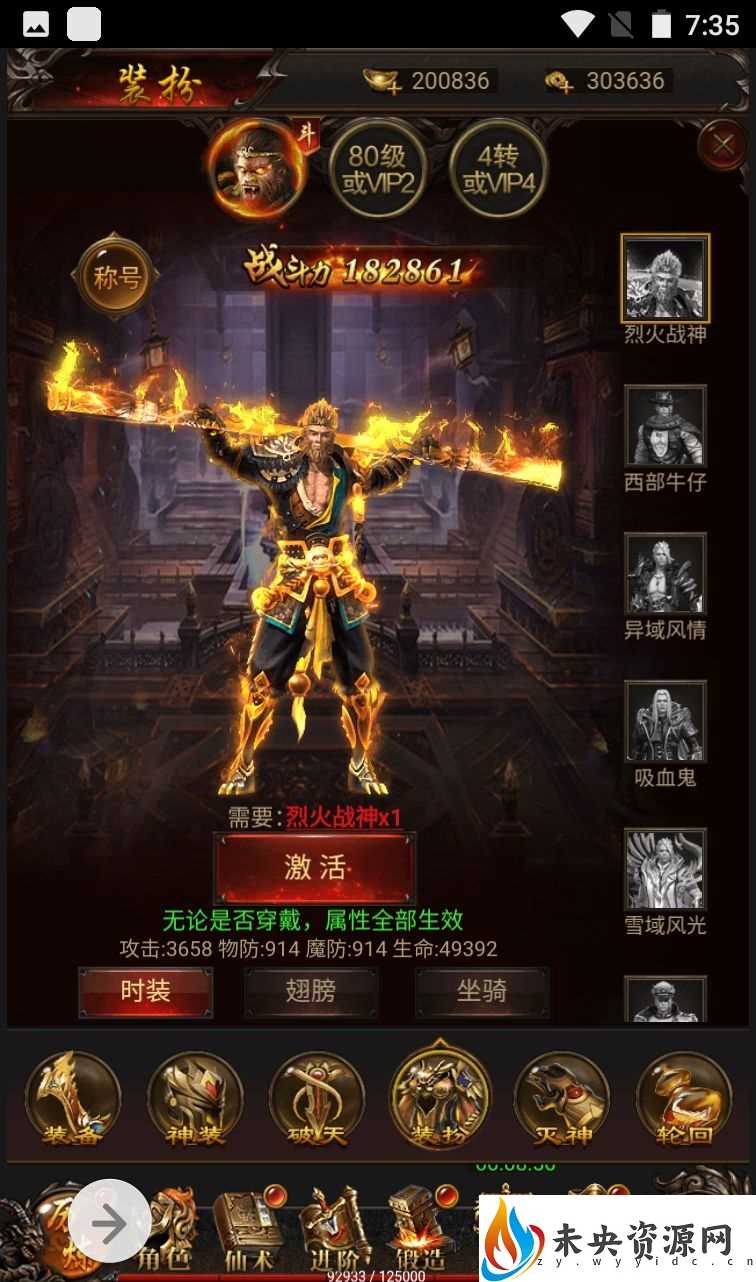 7:35
装扮
200836
303636
斗
80级
或VIP2
4转
或VIP4
称号
战斗力 182861
烈火战神
西部牛仔
异域风情
吸血鬼
雪域风光
需要:烈火战神x1
激活
无论是否穿戴，属性全部生效
攻击:3658 物防:914 魔防:914 生命:49392
时装
翅膀
坐骑
装备
神装
破天
装扮
灭神
轮回
角色
仙术
进阶
锻造
92933 / 125000
未央资源网
zy.wyyidc.cn